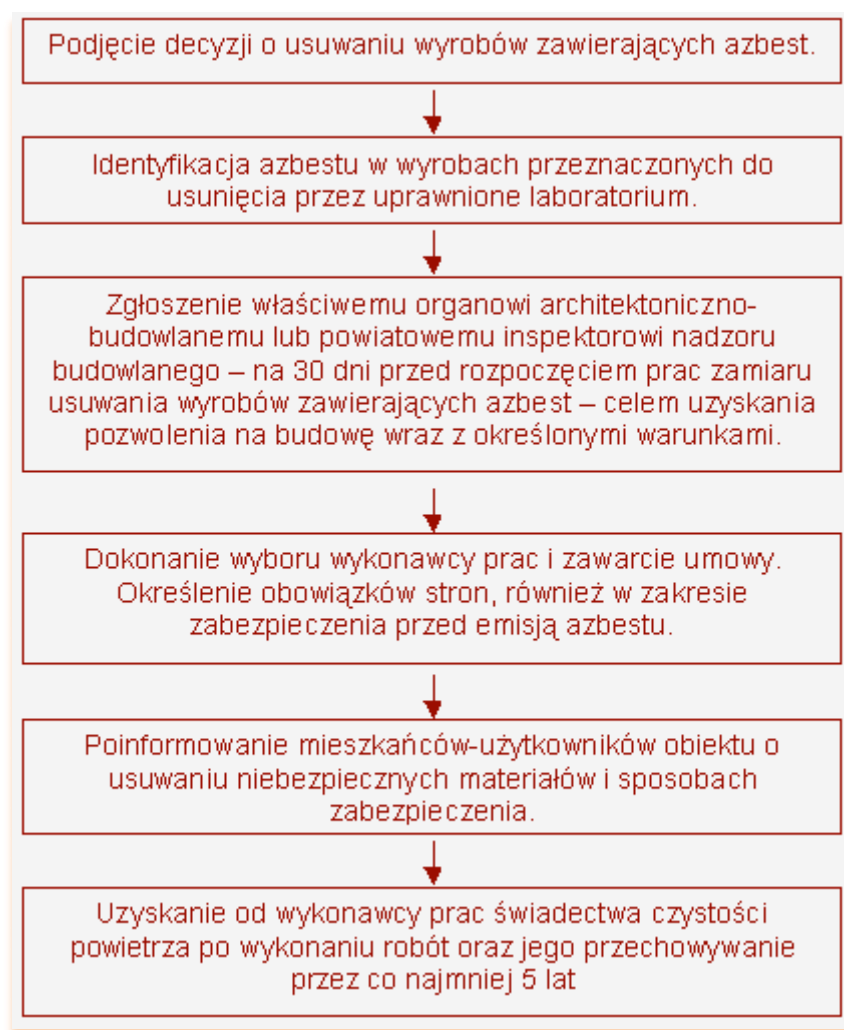 Podjęcie decyzji o usuwaniu wyrobów zawierających azbest.
Identyfikacja azbestu w wyrobach przeznaczonych do
usunięcia przez uprawnione laboratorium.
Zgłoszenie właściwemu organowi architektoniczno-
budowlanemu lub powiatowemu inspektorowi nadzoru
budowlanego – na 30 dni przed rozpoczęciem prac zamiaru
usuwania wyrobów zawierających azbest – celem uzyskania
pozwolenia na budowę wraz z określonymi warunkami.
Dokonanie wyboru wykonawcy prac i zawarcie umowy.
Określenie obowiązków stron, również w zakresie
zabezpieczenia przed emisją azbestu.
Poinformowanie mieszkańców-użytkowników obiektu o
usuwaniu niebezpiecznych materiałów i sposobach
zabezpieczenia.
Uzyskanie od wykonawcy prac świadectwa czystości
powietrza po wykonaniu robót oraz jego przechowywanie
przez co najmniej 5 lat